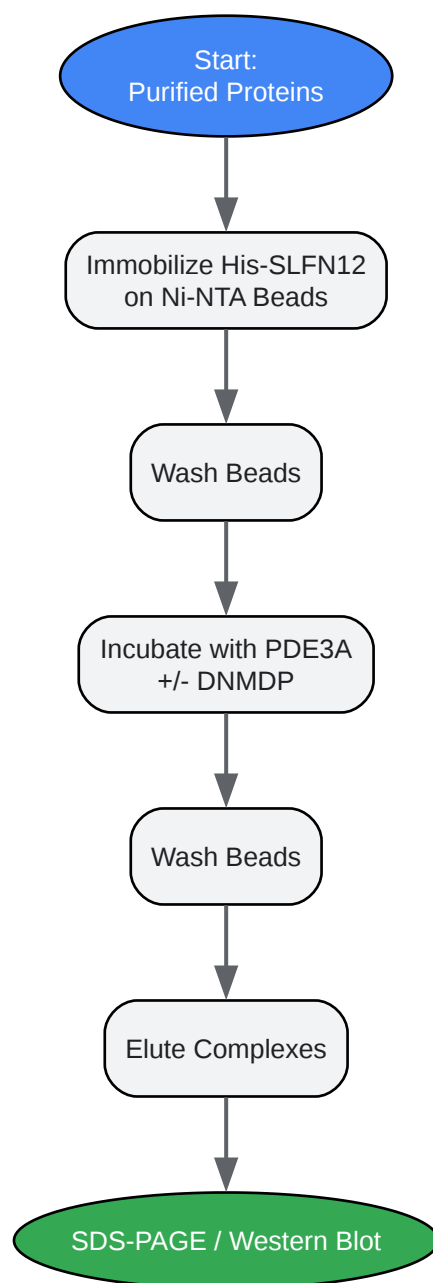 Start:
Purified Proteins
Immobilize His-SLFN12
on Ni-NTA Beads
Wash Beads
Incubate with PDE3A
+/- DNMDP
Wash Beads
Elute Complexes
SDS-PAGE / Western Blot